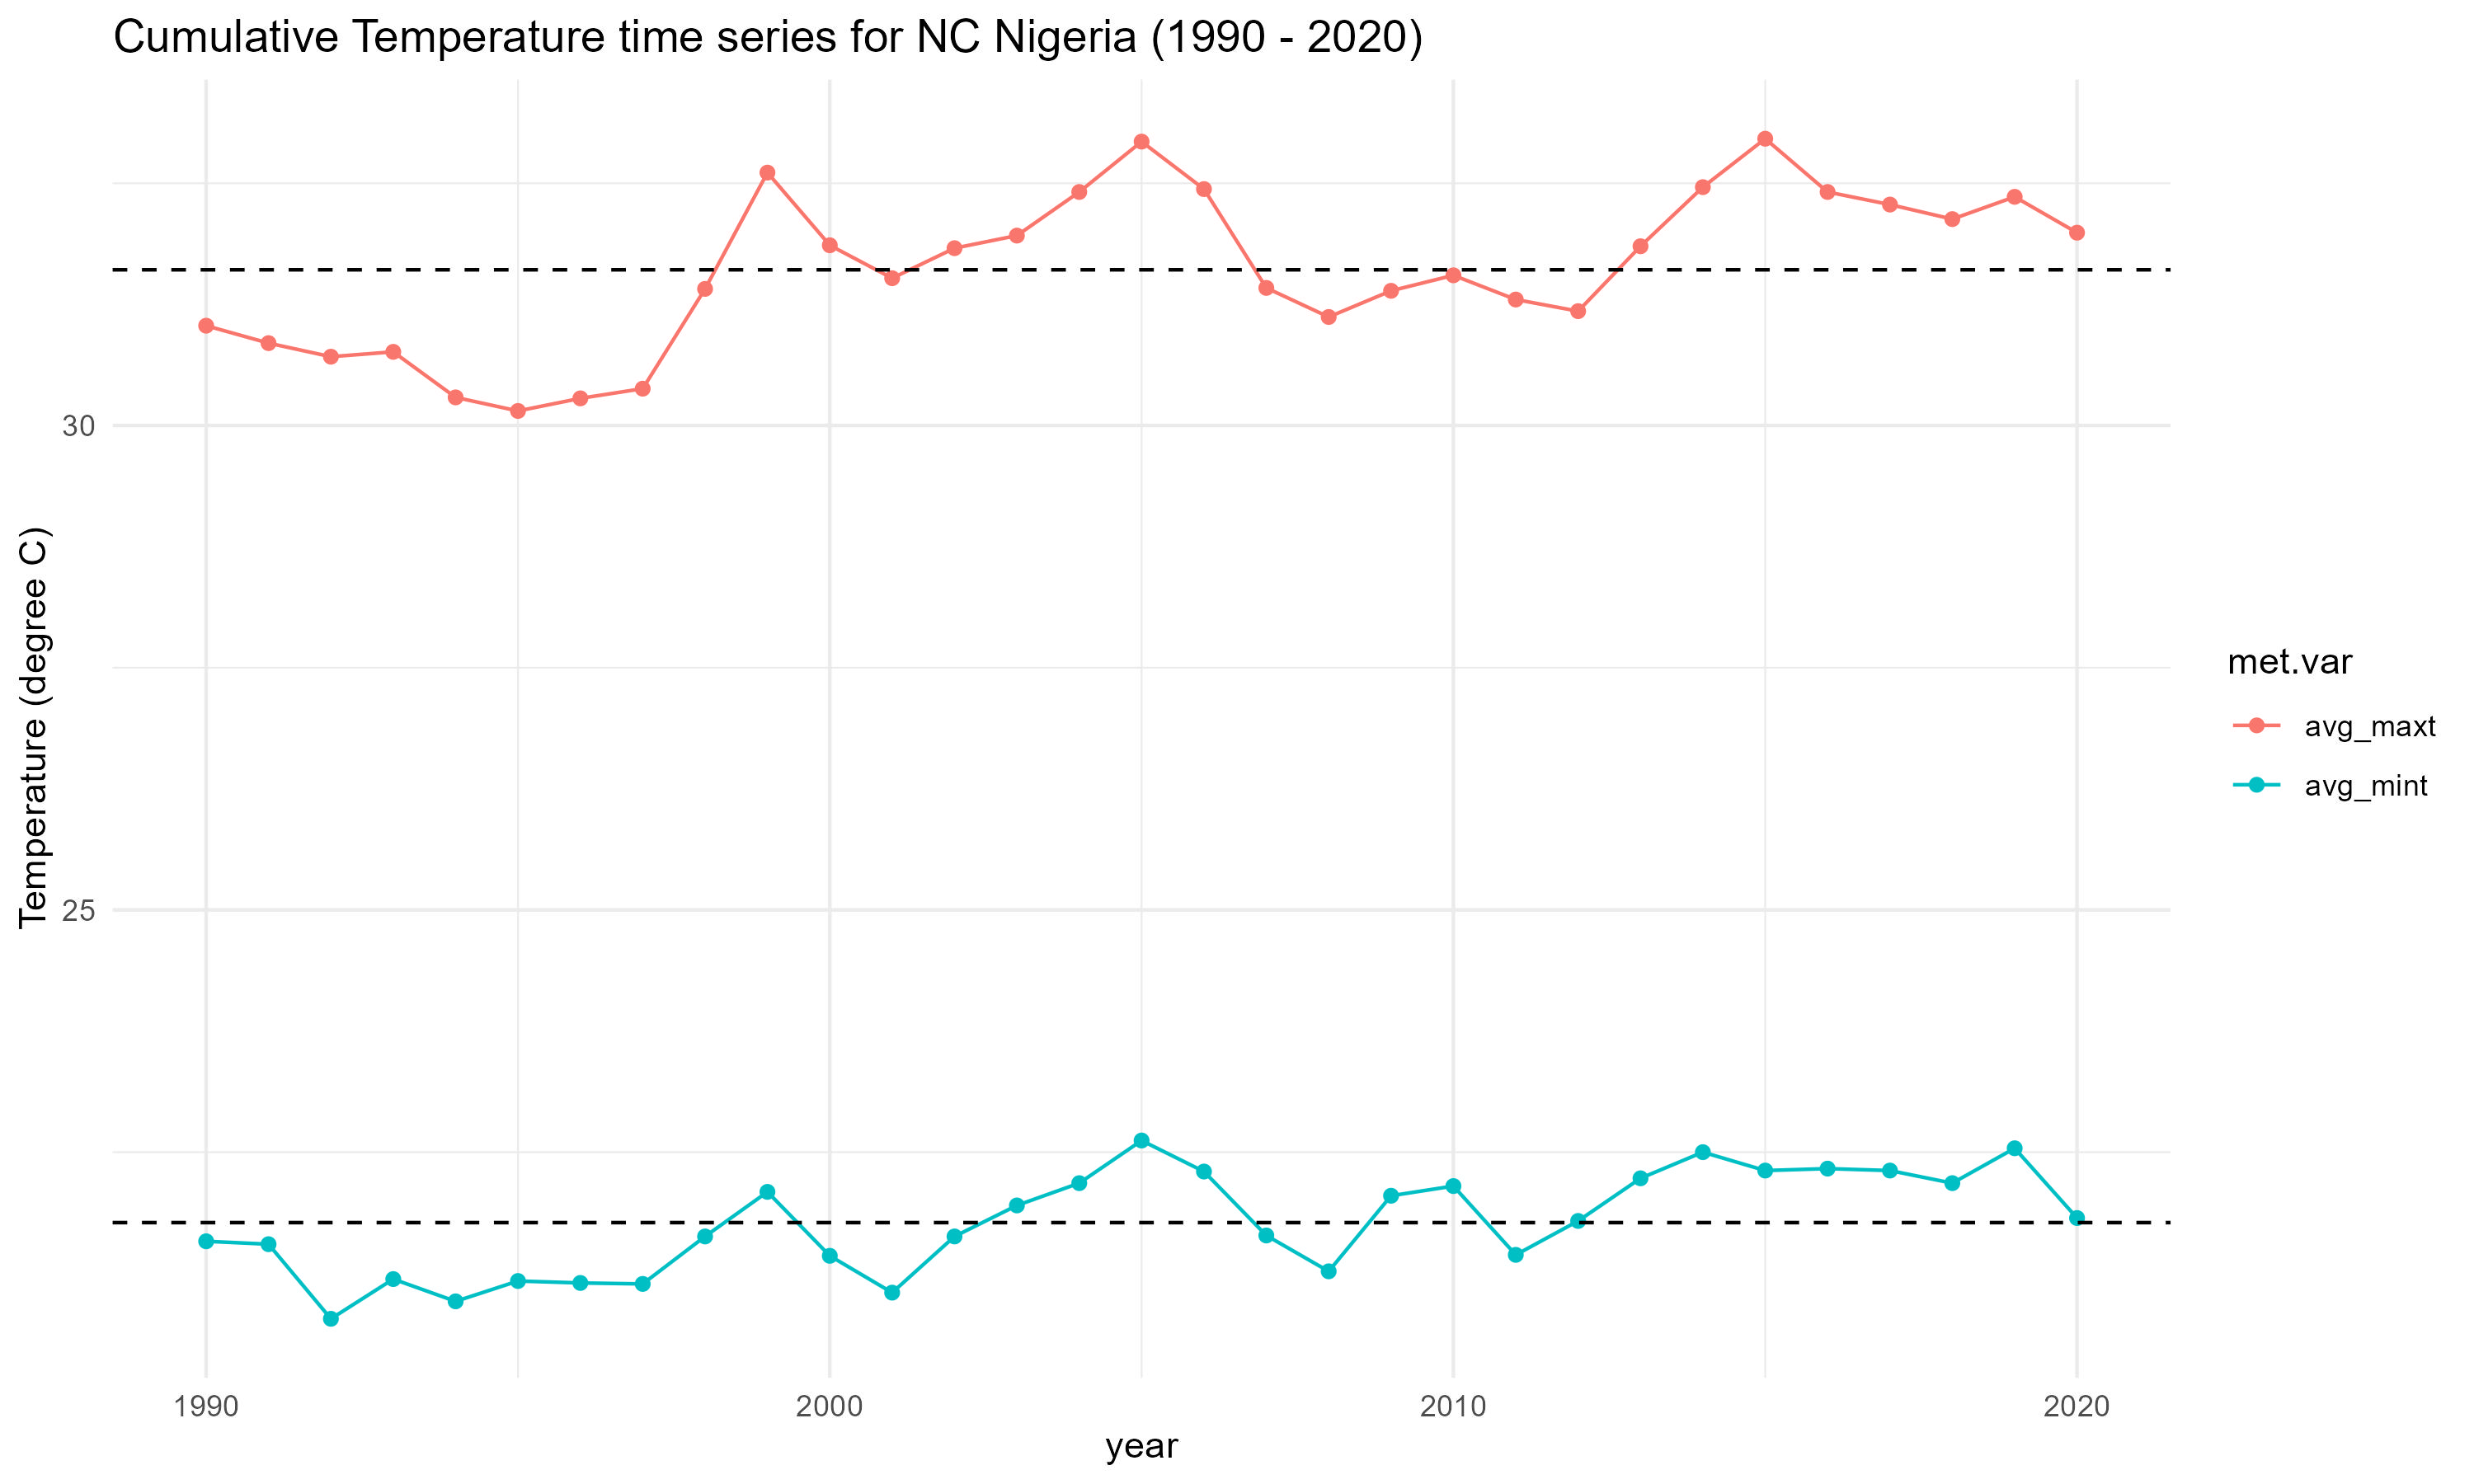 Cumulative Temperature time series for NC Nigeria (1990 - 2020)
Temperature (degree C)
30
25
1990
2000
2010
2020
year
met.var
avg_maxt
avg_mint